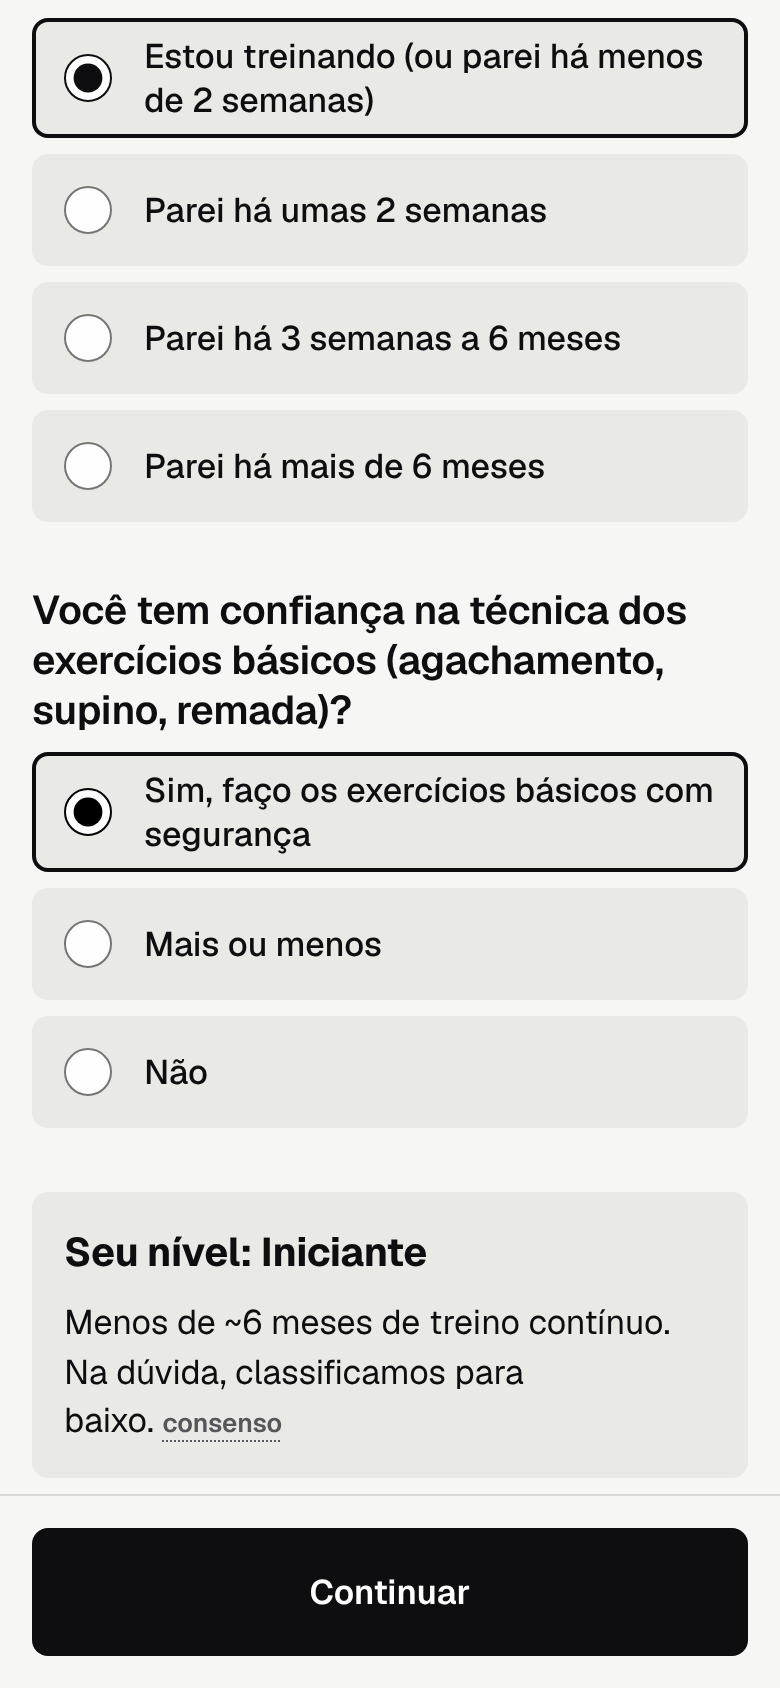 Estou treinando (ou parei há menos
de 2 semanas)
Parei há umas 2 semanas
Parei há 3 semanas a 6 meses
Parei há mais de 6 meses
Você tem confiança na técnica dos
exercícios básicos (agachamento,
supino, remada)?
Sim, faço os exercícios básicos com
segurança
Mais ou menos
Não
Seu nível: Iniciante
Menos de ~6 meses de treino contínuo.
Na dúvida, classificamos para
baixo. consenso
Continuar